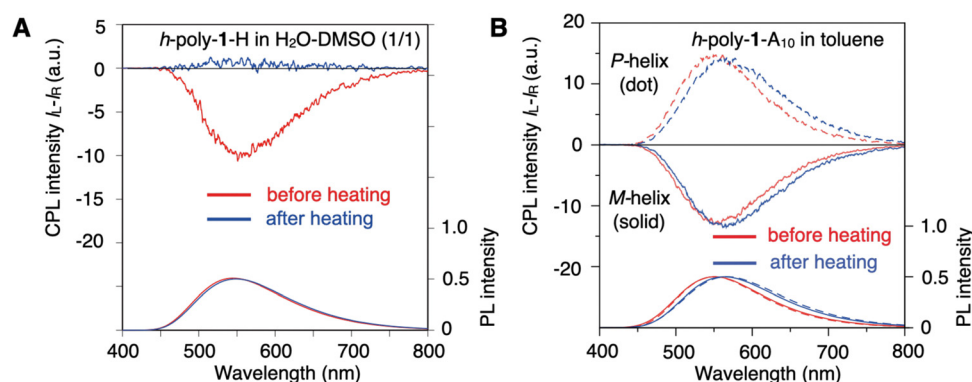 A
h-poly-1-H in H2O-DMSO (1/1)
CPL intensity IL-IR (a.u.)
5
0
-5
-10
-15
-20
before heating
after heating
1.0
0.5
0
PL intensity
400 500 600 700 800
Wavelength (nm)
B
h-poly-1-A10 in toluene
CPL intensity IL-IR (a.u.)
20
10
0
-10
-20
P-helix
(dot)
M-helix
(solid)
before heating
after heating
1.0
0.5
0
PL intensity
400 500 600 700 800
Wavelength (nm)